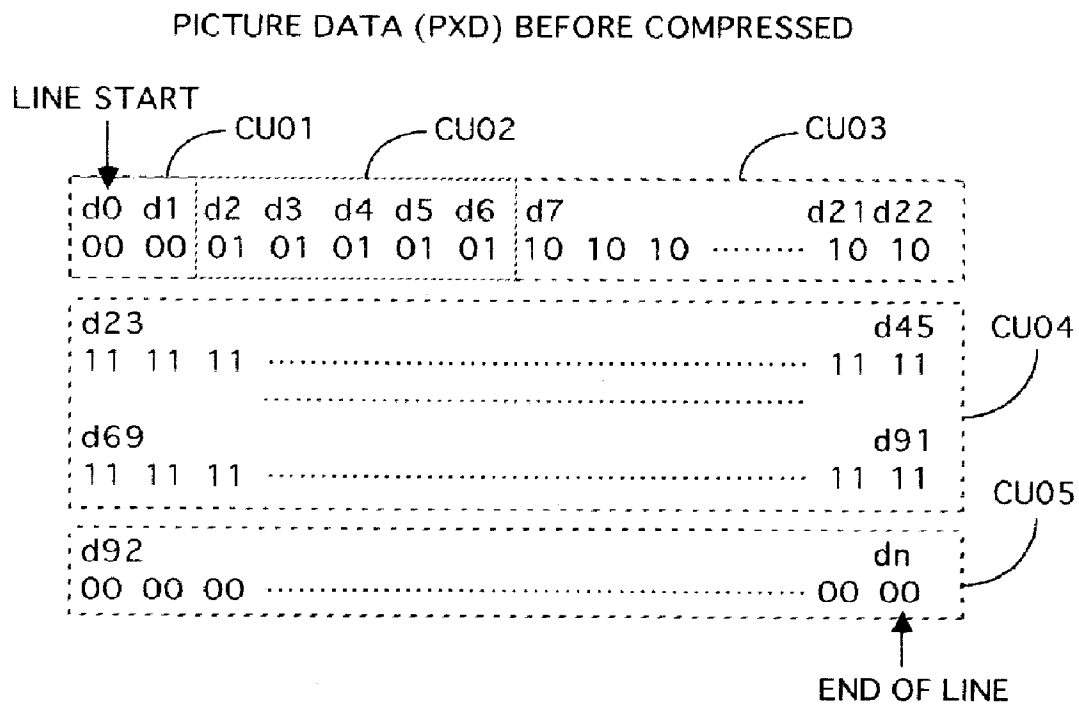 PICTURE DATA (PXD) BEFORE COMPRESSED
LINE START
CU01 CU02 CU03
d0 d1 d2 d3 d4 d5 d6 d7 d21 d22
00 00 01 01 01 01 01 10 10 10 ········ 10 10
d23 d45 CU04
11 11 11 ············································ 11 11
············································
d69 d91
11 11 11 ············································ 11 11
CU05
d92 dn
00 00 00 ············································ 00 00
END OF LINE